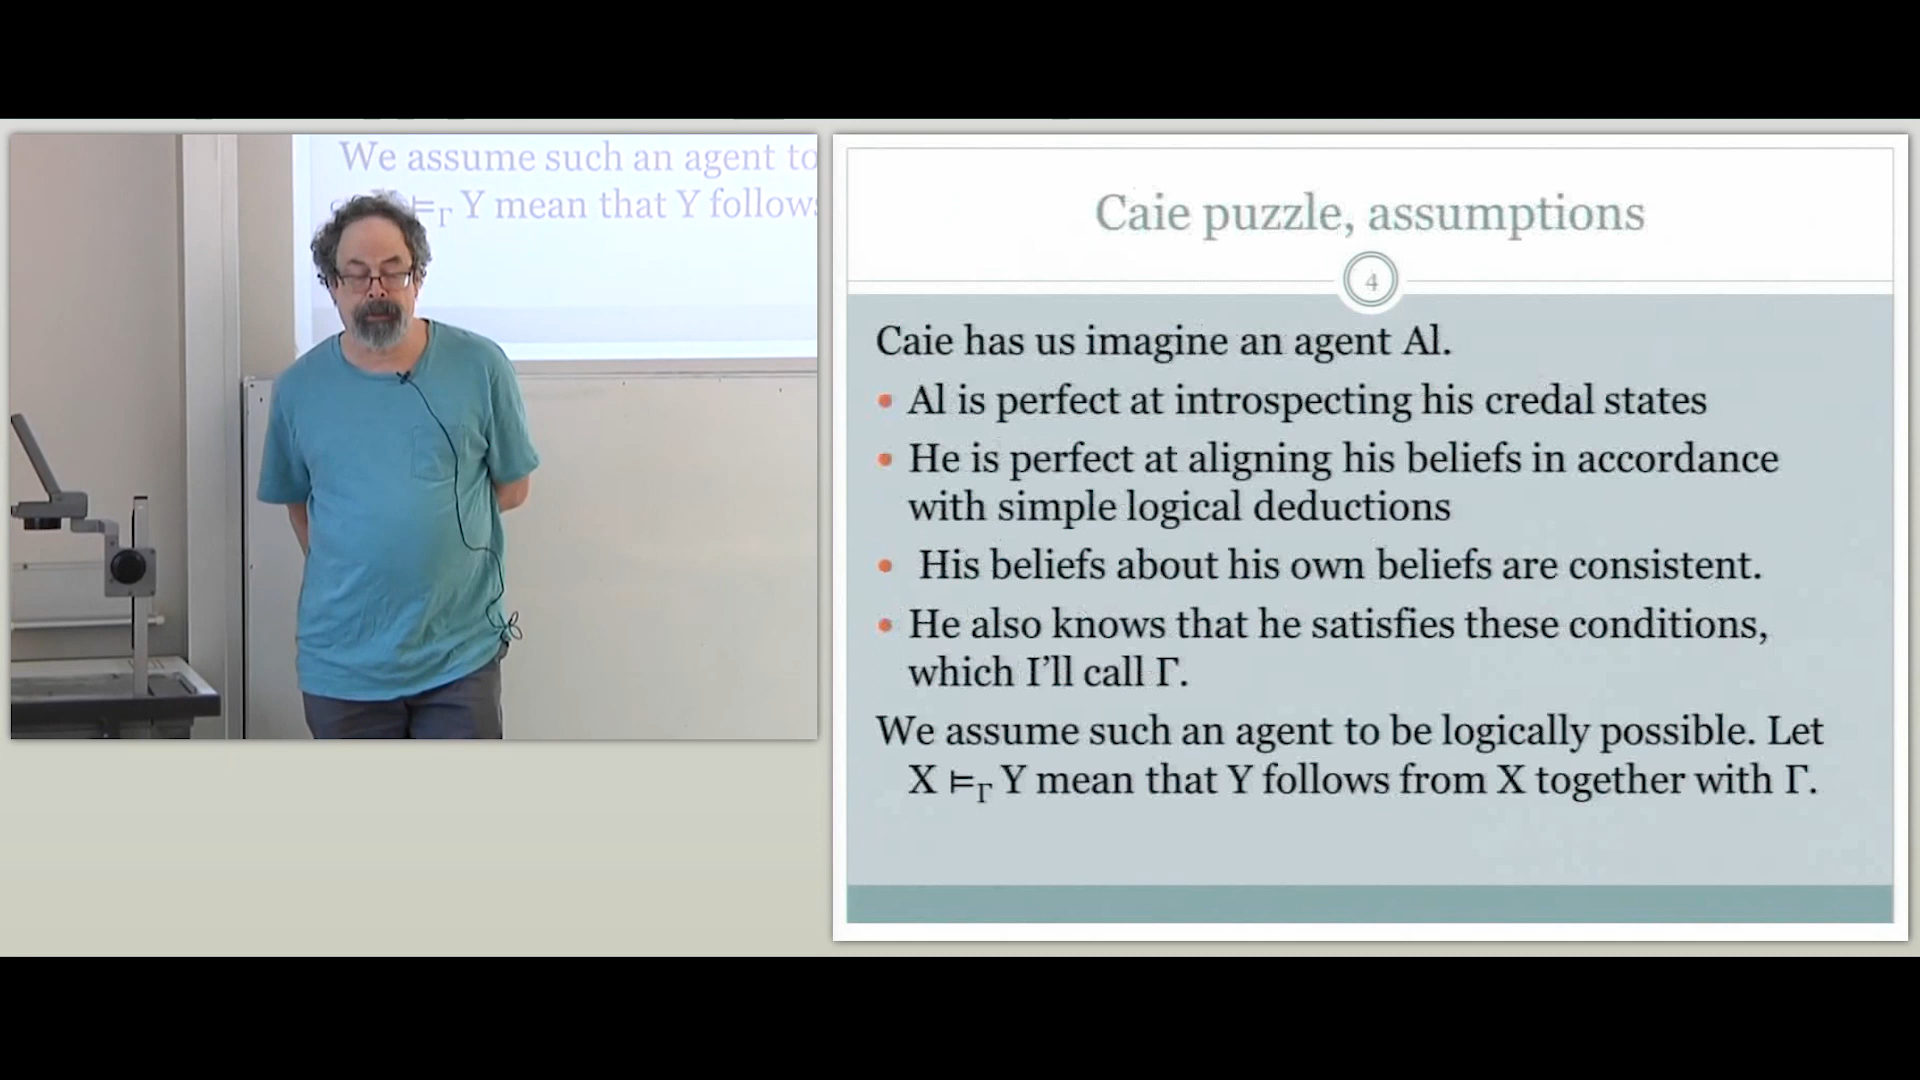 We assume such an agent to
⊨Γ Y mean that Y follows
Caie puzzle, assumptions
4
Caie has us imagine an agent Al.
• Al is perfect at introspecting his credal states
• He is perfect at aligning his beliefs in accordance
with simple logical deductions
• His beliefs about his own beliefs are consistent.
• He also knows that he satisfies these conditions,
which I’ll call Γ.
We assume such an agent to be logically possible. Let
X ⊨Γ Y mean that Y follows from X together with Γ.